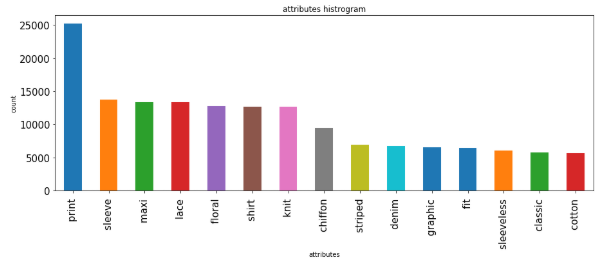 attributes histrogram
25000
20000
15000
10000
5000
0
count
print
sleeve
maxi
lace
floral
shirt
knit
chiffon
striped
denim
graphic
fit
sleeveless
classic
cotton
attributes